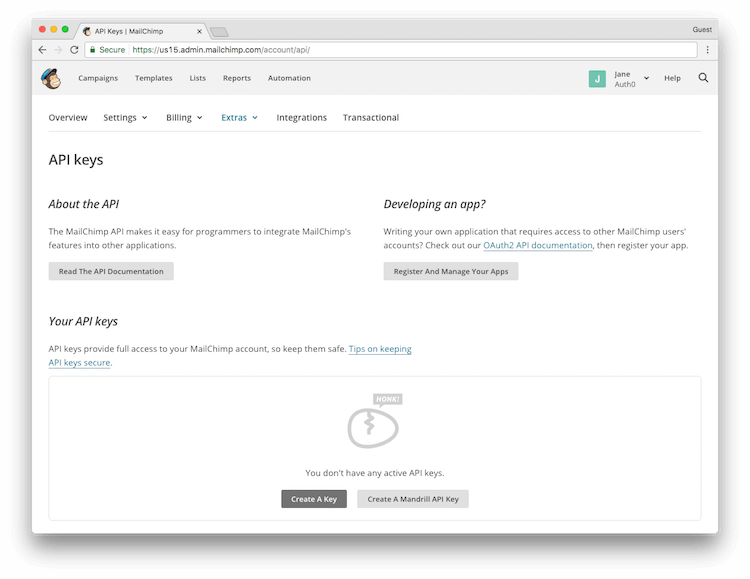 API Keys | MailChimp
Guest
Secure https://us15.admin.mailchimp.com/account/api/
Campaigns Templates Lists Reports Automation J Jane Auth0 Help
Overview Settings Billing Extras Integrations Transactional
API keys
About the API
The MailChimp API makes it easy for programmers to integrate MailChimp's
features into other applications.
Read The API Documentation
Developing an app?
Writing your own application that requires access to other MailChimp users'
accounts? Check out our OAuth2 API documentation, then register your app.
Register And Manage Your Apps
Your API keys
API keys provide full access to your MailChimp account, so keep them safe. Tips on keeping
API keys secure.
HONK!
You don't have any active API keys.
Create A Key Create A Mandrill API Key